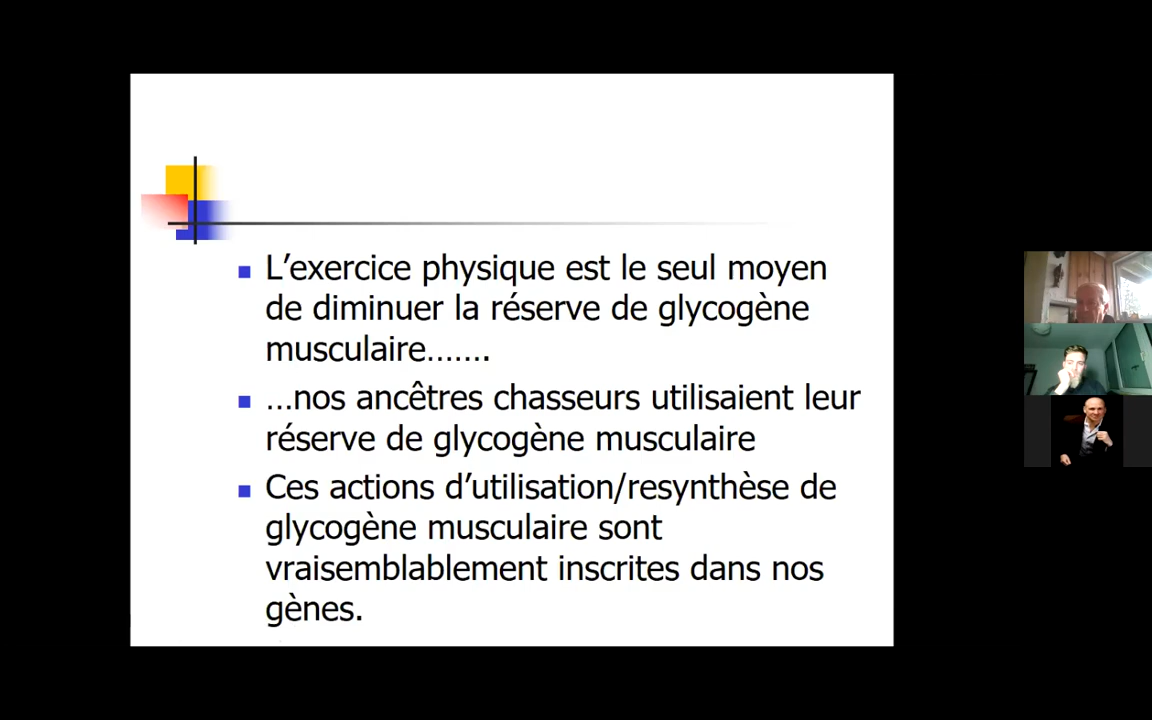 L’exercice physique est le seul moyen
de diminuer la réserve de glycogène
musculaire…….
…nos ancêtres chasseurs utilisaient leur
réserve de glycogène musculaire
Ces actions d’utilisation/resynthèse de
glycogène musculaire sont
vraisemblablement inscrites dans nos
gènes.